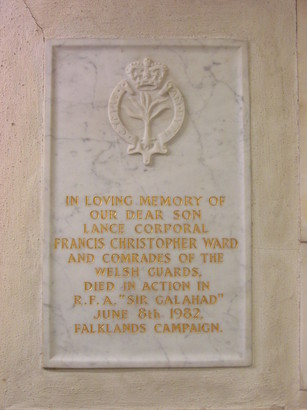 IN LOVING MEMORY OF
OUR DEAR SON
LANCE CORPORAL
FRANCIS CHRISTOPHER WARD
AND COMRADES OF THE
WELSH GUARDS,
DIED IN ACTION IN
R.F.A. "SIR GALAHAD"
JUNE 8th 1982,
FALKLANDS CAMPAIGN.